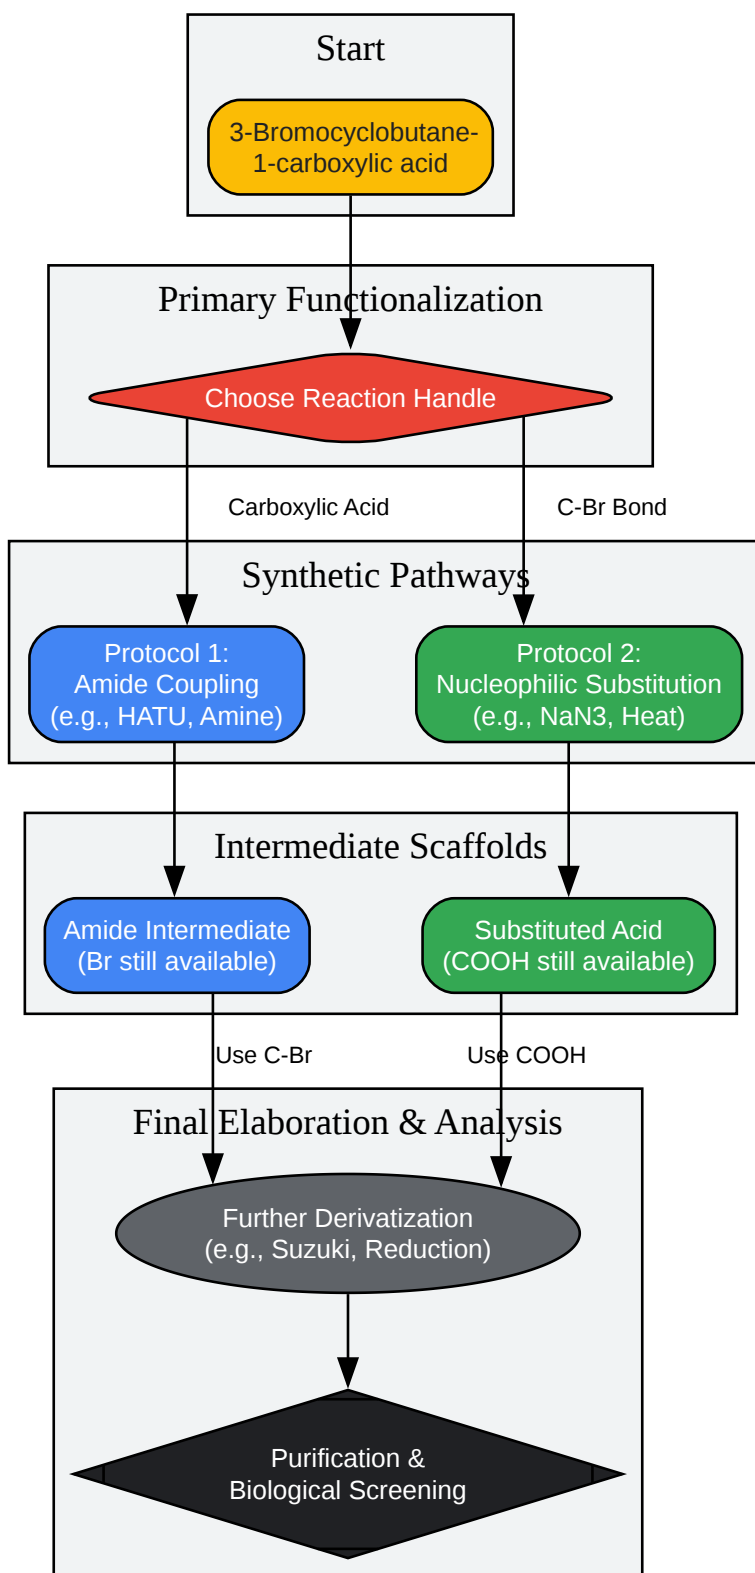 Start
3-Bromocyclobutane-
1-carboxylic acid
Primary Functionalization
Choose Reaction Handle
Carboxylic Acid
C-Br Bond
Synthetic Pathways
Protocol 1:
Amide Coupling
(e.g., HATU, Amine)
Protocol 2:
Nucleophilic Substitution
(e.g., NaN3, Heat)
Intermediate Scaffolds
Amide Intermediate
(Br still available)
Substituted Acid
(COOH still available)
Use C-Br
Use COOH
Final Elaboration & Analysis
Further Derivatization
(e.g., Suzuki, Reduction)
Purification &
Biological Screening